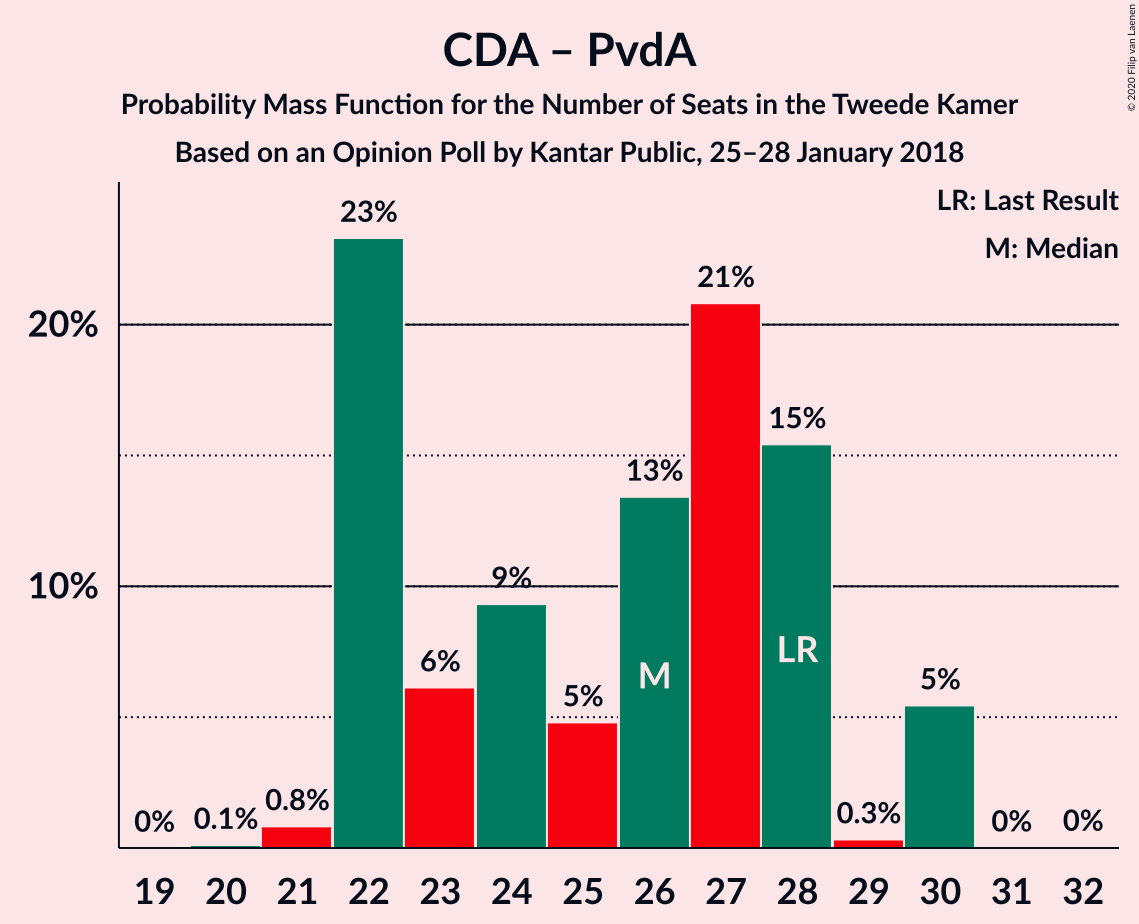 CDA – PvdA
Probability Mass Function for the Number of Seats in the Tweede Kamer
Based on an Opinion Poll by Kantar Public, 25–28 January 2018
© 2020 Filip van Laenen
LR: Last Result
M: Median
20%
10%
0%
0.1%
0.8%
23%
6%
9%
5%
13%
21%
15%
0.3%
5%
0%
0%
M
LR
19 20 21 22 23 24 25 26 27 28 29 30 31 32